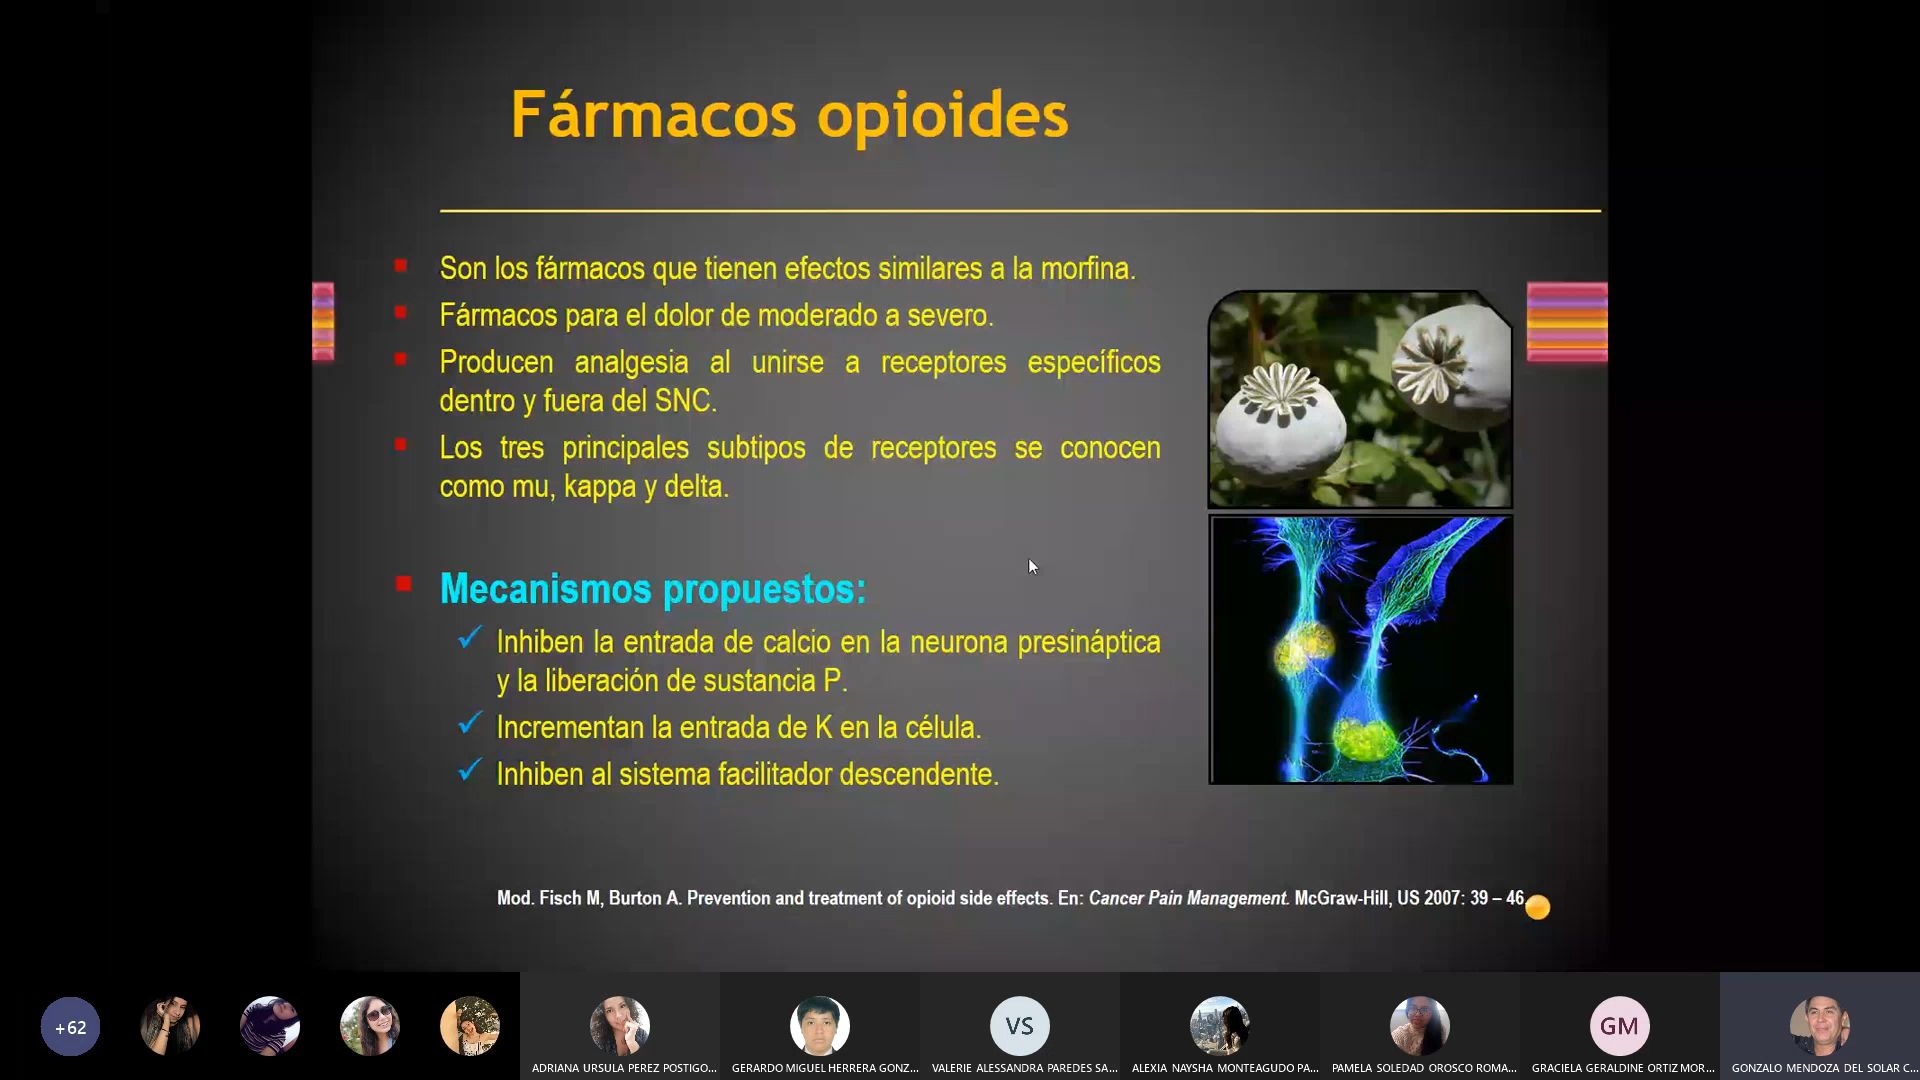 Fármacos opioides
Son los fármacos que tienen efectos similares a la morfina.
Fármacos para el dolor de moderado a severo.
Producen analgesia al unirse a receptores específicos
dentro y fuera del SNC.
Los tres principales subtipos de receptores se conocen
como mu, kappa y delta.
Mecanismos propuestos:
Inhiben la entrada de calcio en la neurona presináptica
y la liberación de sustancia P.
Incrementan la entrada de K en la célula.
Inhiben al sistema facilitador descendente.
Mod. Fisch M, Burton A. Prevention and treatment of opioid side effects. En: Cancer Pain Management. McGraw-Hill, US 2007: 39 – 46.
+62
VS
GM
ADRIANA URSULA PEREZ POSTIGO...
GERARDO MIGUEL HERRERA GONZ...
VALERIE ALESSANDRA PAREDES SA...
ALEXIA NAYSHA MONTEAGUDO PA...
PAMELA SOLEDAD OROSCO ROMA...
GRACIELA GERALDINE ORTIZ MOR...
GONZALO MENDOZA DEL SOLAR C...